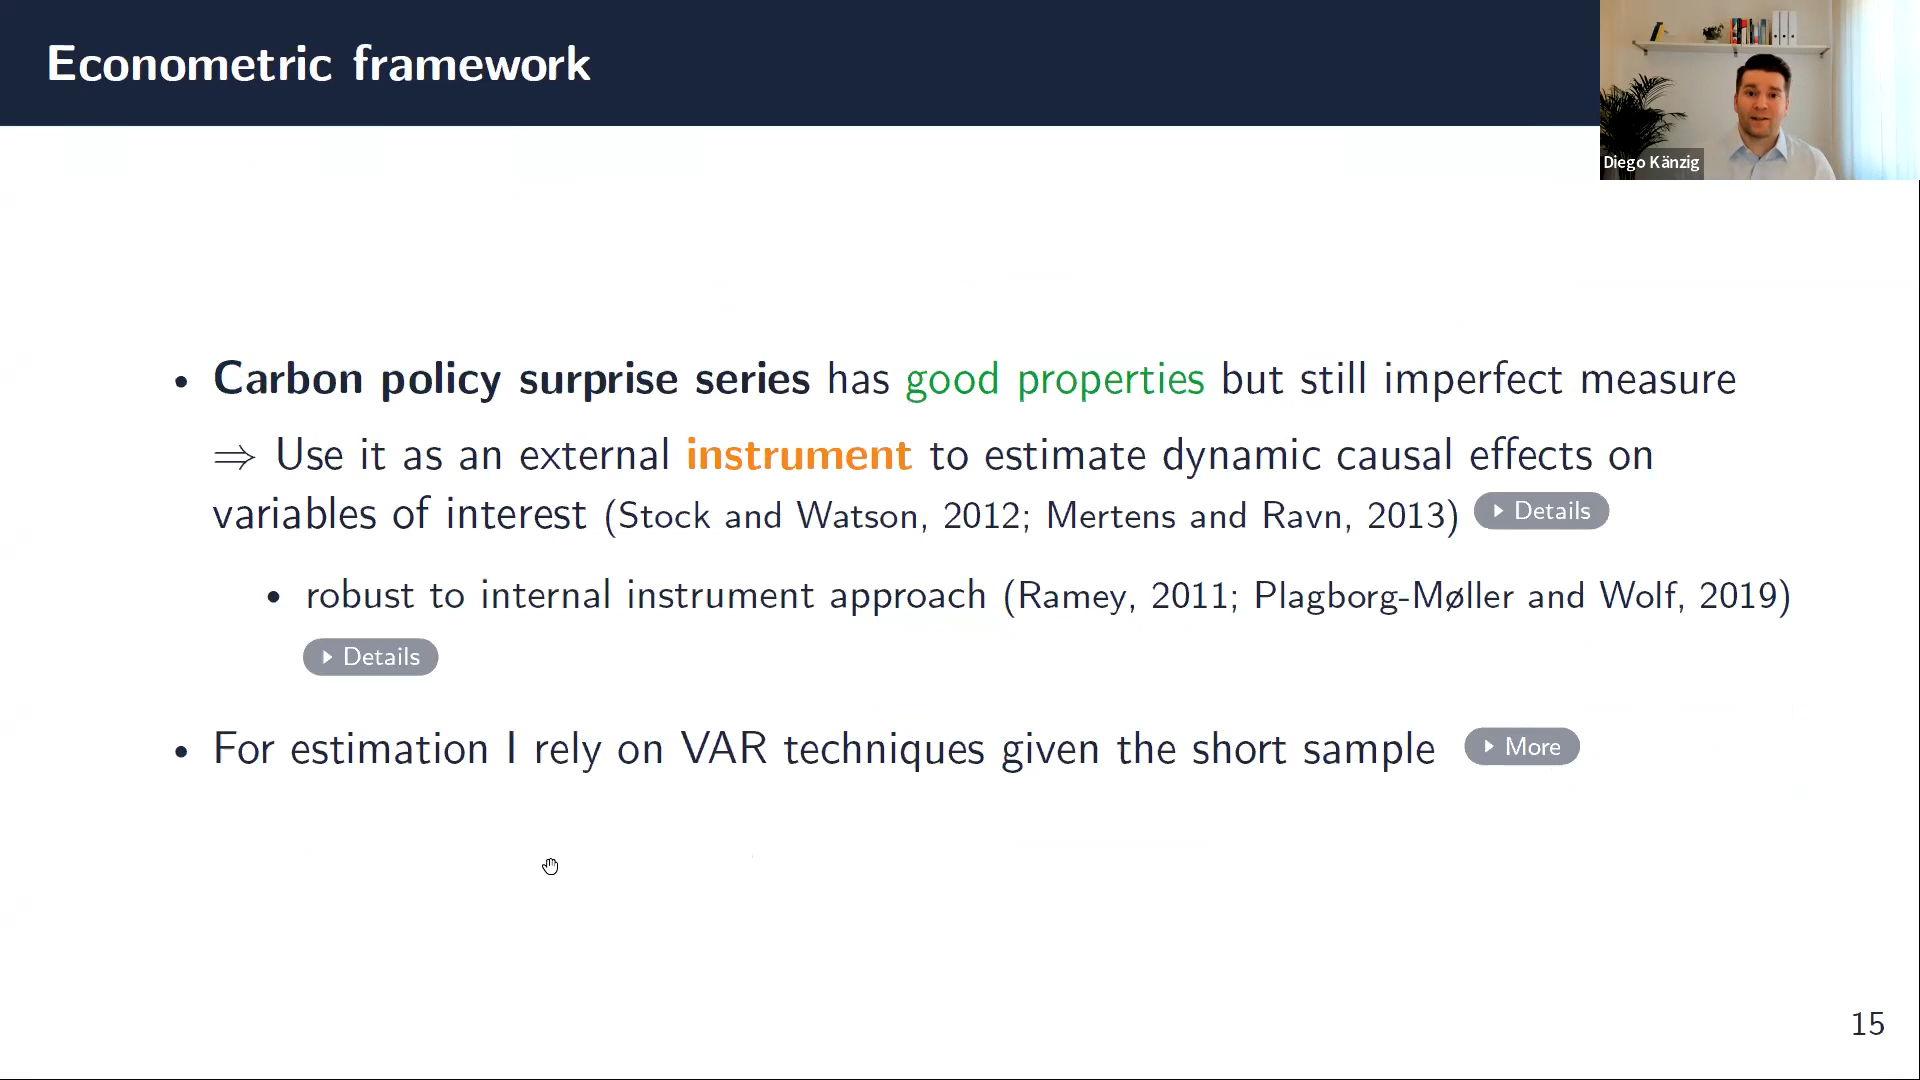 Econometric framework
Diego Känzig
• Carbon policy surprise series has good properties but still imperfect measure
⇒ Use it as an external instrument to estimate dynamic causal effects on
variables of interest (Stock and Watson, 2012; Mertens and Ravn, 2013) Details
• robust to internal instrument approach (Ramey, 2011; Plagborg-Møller and Wolf, 2019)
Details
• For estimation I rely on VAR techniques given the short sample More
15